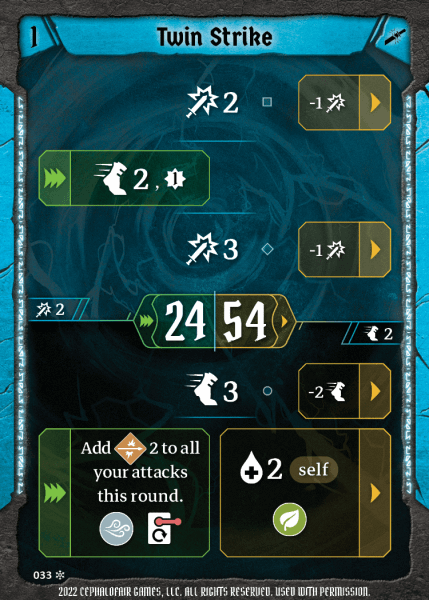 1
Twin Strike
2
-1
2,
1
3
-1
2
24 54
2
3
-2
Add 2 to all
your attacks
this round.
2 self
033
2022 CEPHALOFAIR GAMES, LLC. ALL RIGHTS RESERVED. USED WITH PERMISSION.